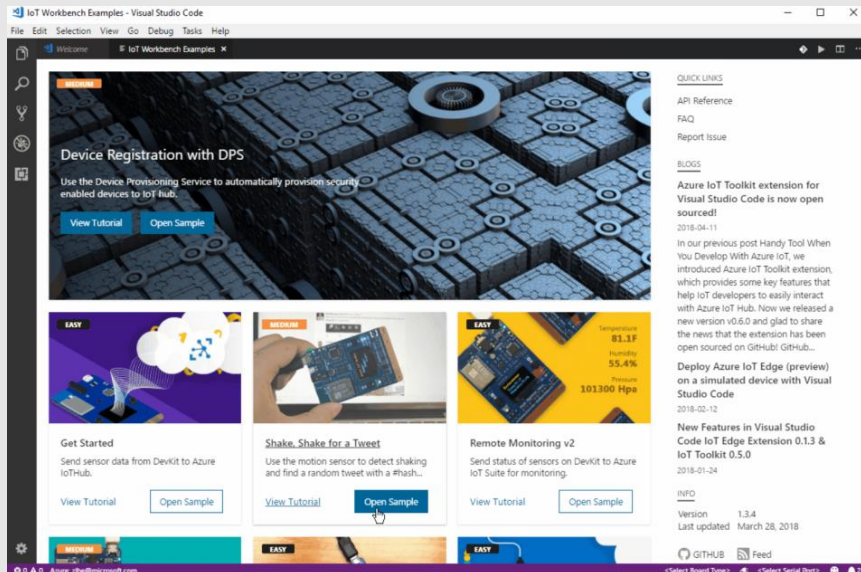 IoT Workbench Examples - Visual Studio Code
File Edit Selection View Go Debug Tasks Help
Welcome
IoT Workbench Examples
MEDIUM
Device Registration with DPS
Use the Device Provisioning Service to automatically provision security
enabled devices to IoT hub.
View Tutorial Open Sample
EASY
Get Started
Send sensor data from DevKit to Azure
IoTHub.
View Tutorial Open Sample
MEDIUM
Shake, Shake for a Tweet
Use the motion sensor to detect shaking
and find a random tweet with a #hash...
View Tutorial Open Sample
EASY
Temperature
81.1F
Humidity
55.4%
Pressure
101300 Hpa
Remote Monitoring v2
Send status of sensors on DevKit to Azure
IoT Suite for monitoring.
View Tutorial Open Sample
MEDIUM
EASY
EASY
QUICK LINKS
API Reference
FAQ
Report Issue
BLOGS
Azure IoT Toolkit extension for
Visual Studio Code is now open
sourced!
2018-04-11
In our previous post Handy Tool When
You Develop With Azure IoT, we
introduced Azure IoT Toolkit extension,
which provides some key features that
help IoT developers to easily interact
with Azure IoT Hub. Now we released a
new version v0.6.0 and glad to share
the news that the extension has been
open sourced on GitHub! GitHub...
Deploy Azure IoT Edge (preview)
on a simulated device with Visual
Studio Code
2018-02-12
New Features in Visual Studio
Code IoT Edge Extension 0.1.3 &
IoT Toolkit 0.5.0
2018-01-24
INFO
Version 1.3.4
Last updated March 28, 2018
GITHUB Feed
0 0 Azure: zhe@microsoft.com
<Select Board Type> <Select Serial Port>